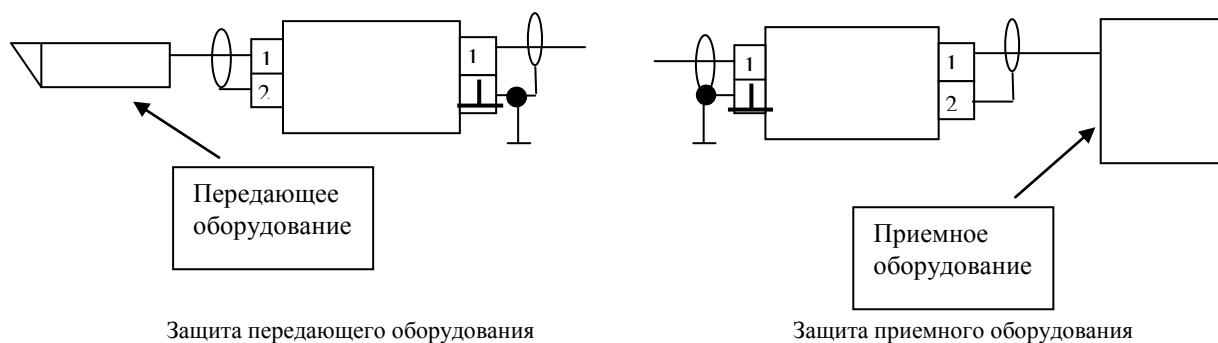 1
2
1
1
1
2
Передающее
оборудование
Приемное
оборудование
Защита передающего оборудования
Защита приемного оборудования